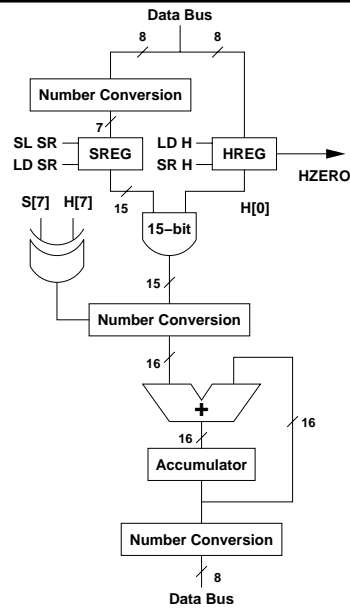 Data Bus
8 8
Number Conversion
7
SL SR
LD SR
SREG
LD H
SR H
HREG
HZERO
S[7] H[7]
15
H[0]
15-bit
15
Number Conversion
16
+
16
16
Accumulator
Number Conversion
8
Data Bus